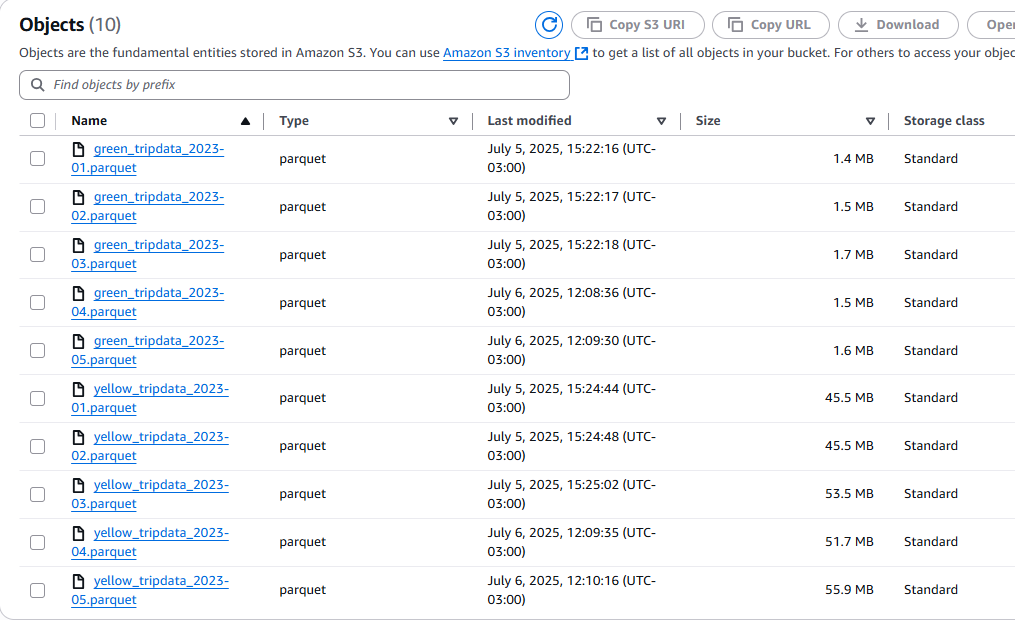 Objects (10)
Copy S3 URI
Copy URL
Download
Open
Objects are the fundamental entities stored in Amazon S3. You can use Amazon S3 inventory to get a list of all objects in your bucket. For others to access your objec
Find objects by prefix
Name Type Last modified Size Storage class
green_tripdata_2023-
01.parquet
parquet
July 5, 2025, 15:22:16 (UTC-
03:00)
1.4 MB
Standard
green_tripdata_2023-
02.parquet
parquet
July 5, 2025, 15:22:17 (UTC-
03:00)
1.5 MB
Standard
green_tripdata_2023-
03.parquet
parquet
July 5, 2025, 15:22:18 (UTC-
03:00)
1.7 MB
Standard
green_tripdata_2023-
04.parquet
parquet
July 6, 2025, 12:08:36 (UTC-
03:00)
1.5 MB
Standard
green_tripdata_2023-
05.parquet
parquet
July 6, 2025, 12:09:30 (UTC-
03:00)
1.6 MB
Standard
yellow_tripdata_2023-
01.parquet
parquet
July 5, 2025, 15:24:44 (UTC-
03:00)
45.5 MB
Standard
yellow_tripdata_2023-
02.parquet
parquet
July 5, 2025, 15:24:48 (UTC-
03:00)
45.5 MB
Standard
yellow_tripdata_2023-
03.parquet
parquet
July 5, 2025, 15:25:02 (UTC-
03:00)
53.5 MB
Standard
yellow_tripdata_2023-
04.parquet
parquet
July 6, 2025, 12:09:35 (UTC-
03:00)
51.7 MB
Standard
yellow_tripdata_2023-
05.parquet
parquet
July 6, 2025, 12:10:16 (UTC-
03:00)
55.9 MB
Standard